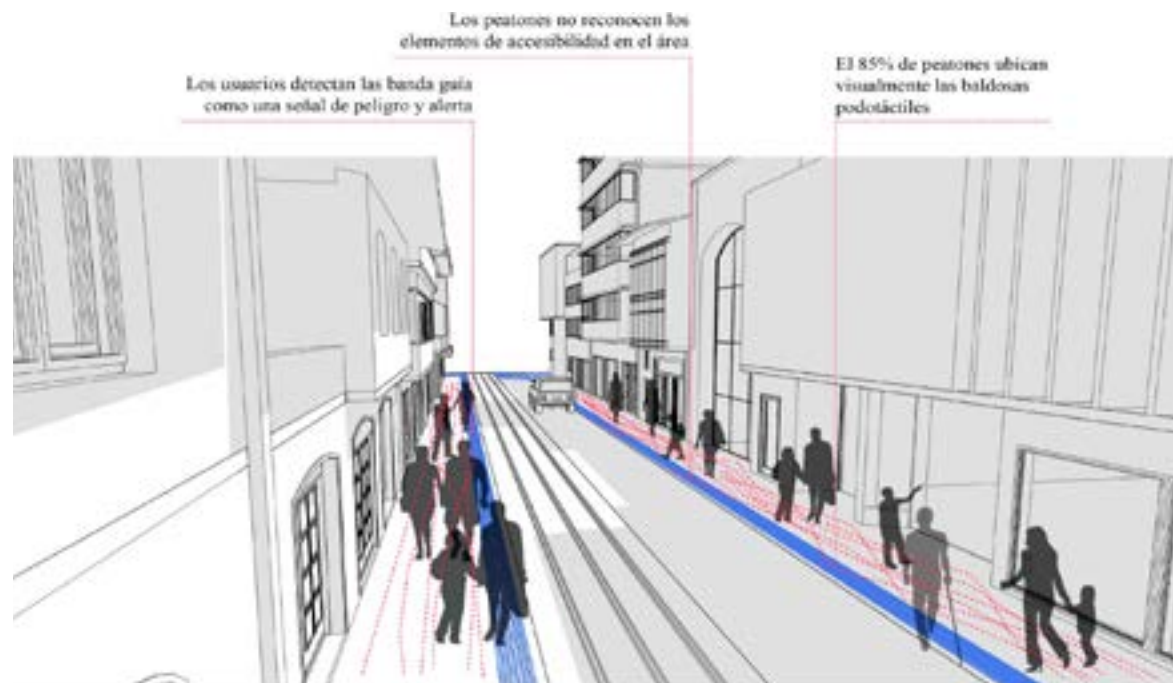 Los peatones no reconocen los
elementos de accesibilidad en el área
Los usuarios detectan las banda guía
como una señal de peligro y alerta
El 85% de peatones ubican
visualmente las baldosas
podotáctiles